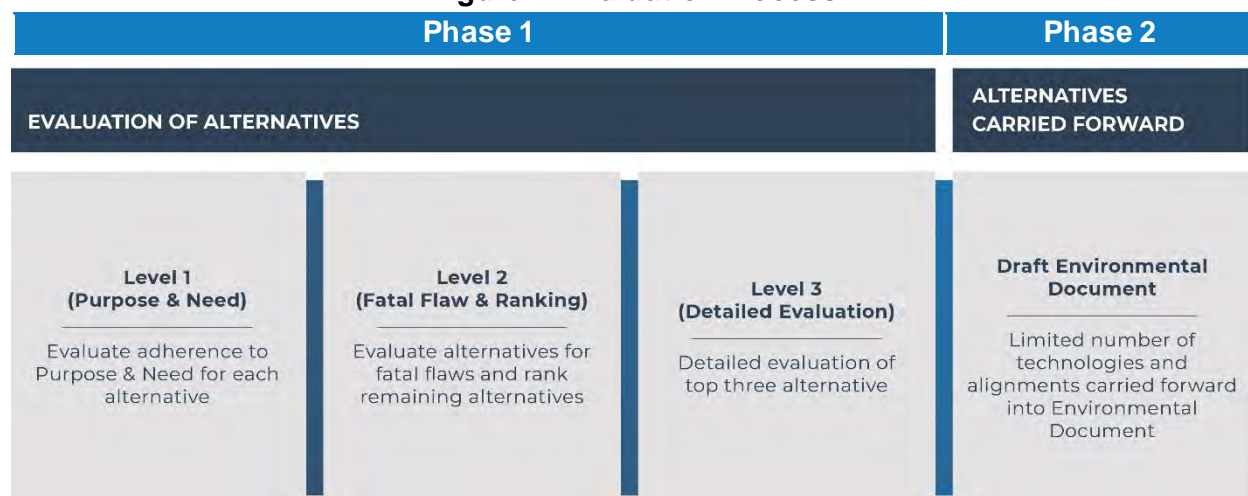 Phase 1
Phase 2
EVALUATION OF ALTERNATIVES
ALTERNATIVES
CARRIED FORWARD
Level 1
(Purpose & Need)
Evaluate adherence to
Purpose & Need for each
alternative
Level 2
(Fatal Flaw & Ranking)
Evaluate alternatives for
fatal flaws and rank
remaining alternatives
Level 3
(Detailed Evaluation)
Detailed evaluation of
top three alternative
Draft Environmental
Document
Limited number of
technologies and
alignments carried forward
into Environmental
Document